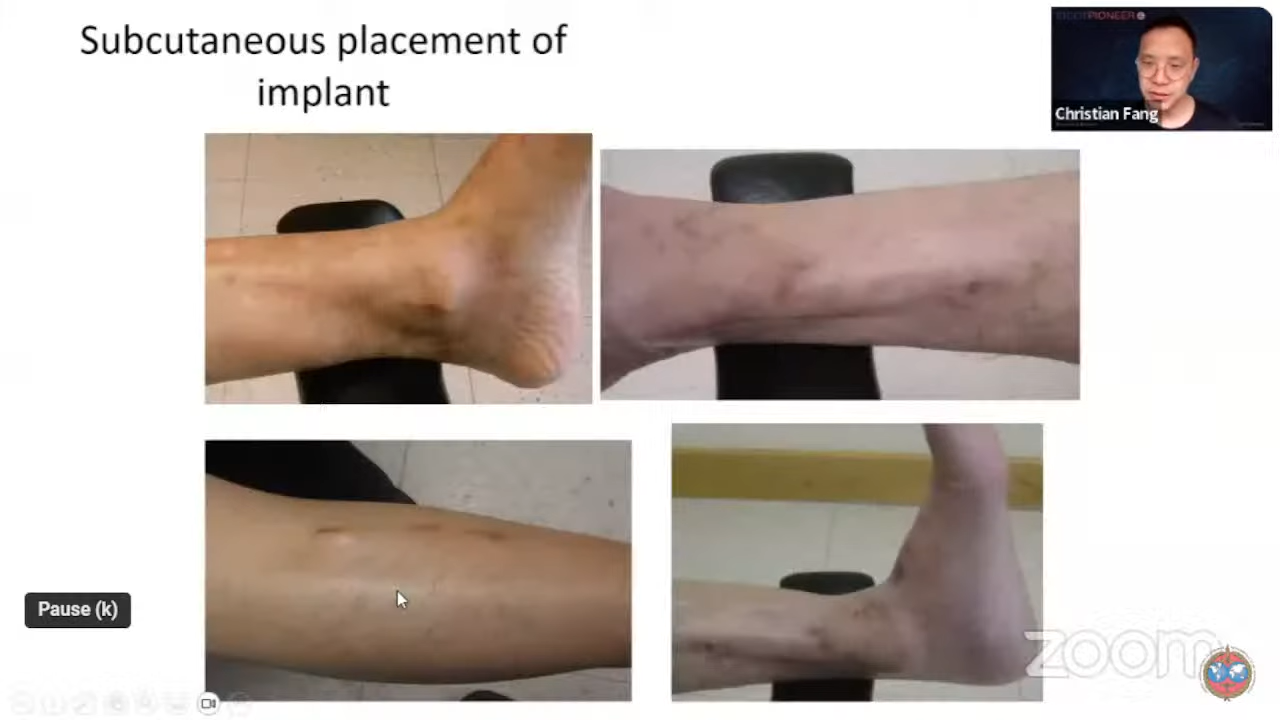 Subcutaneous placement of
implant
Christian Fang
Pause (k)
zoom